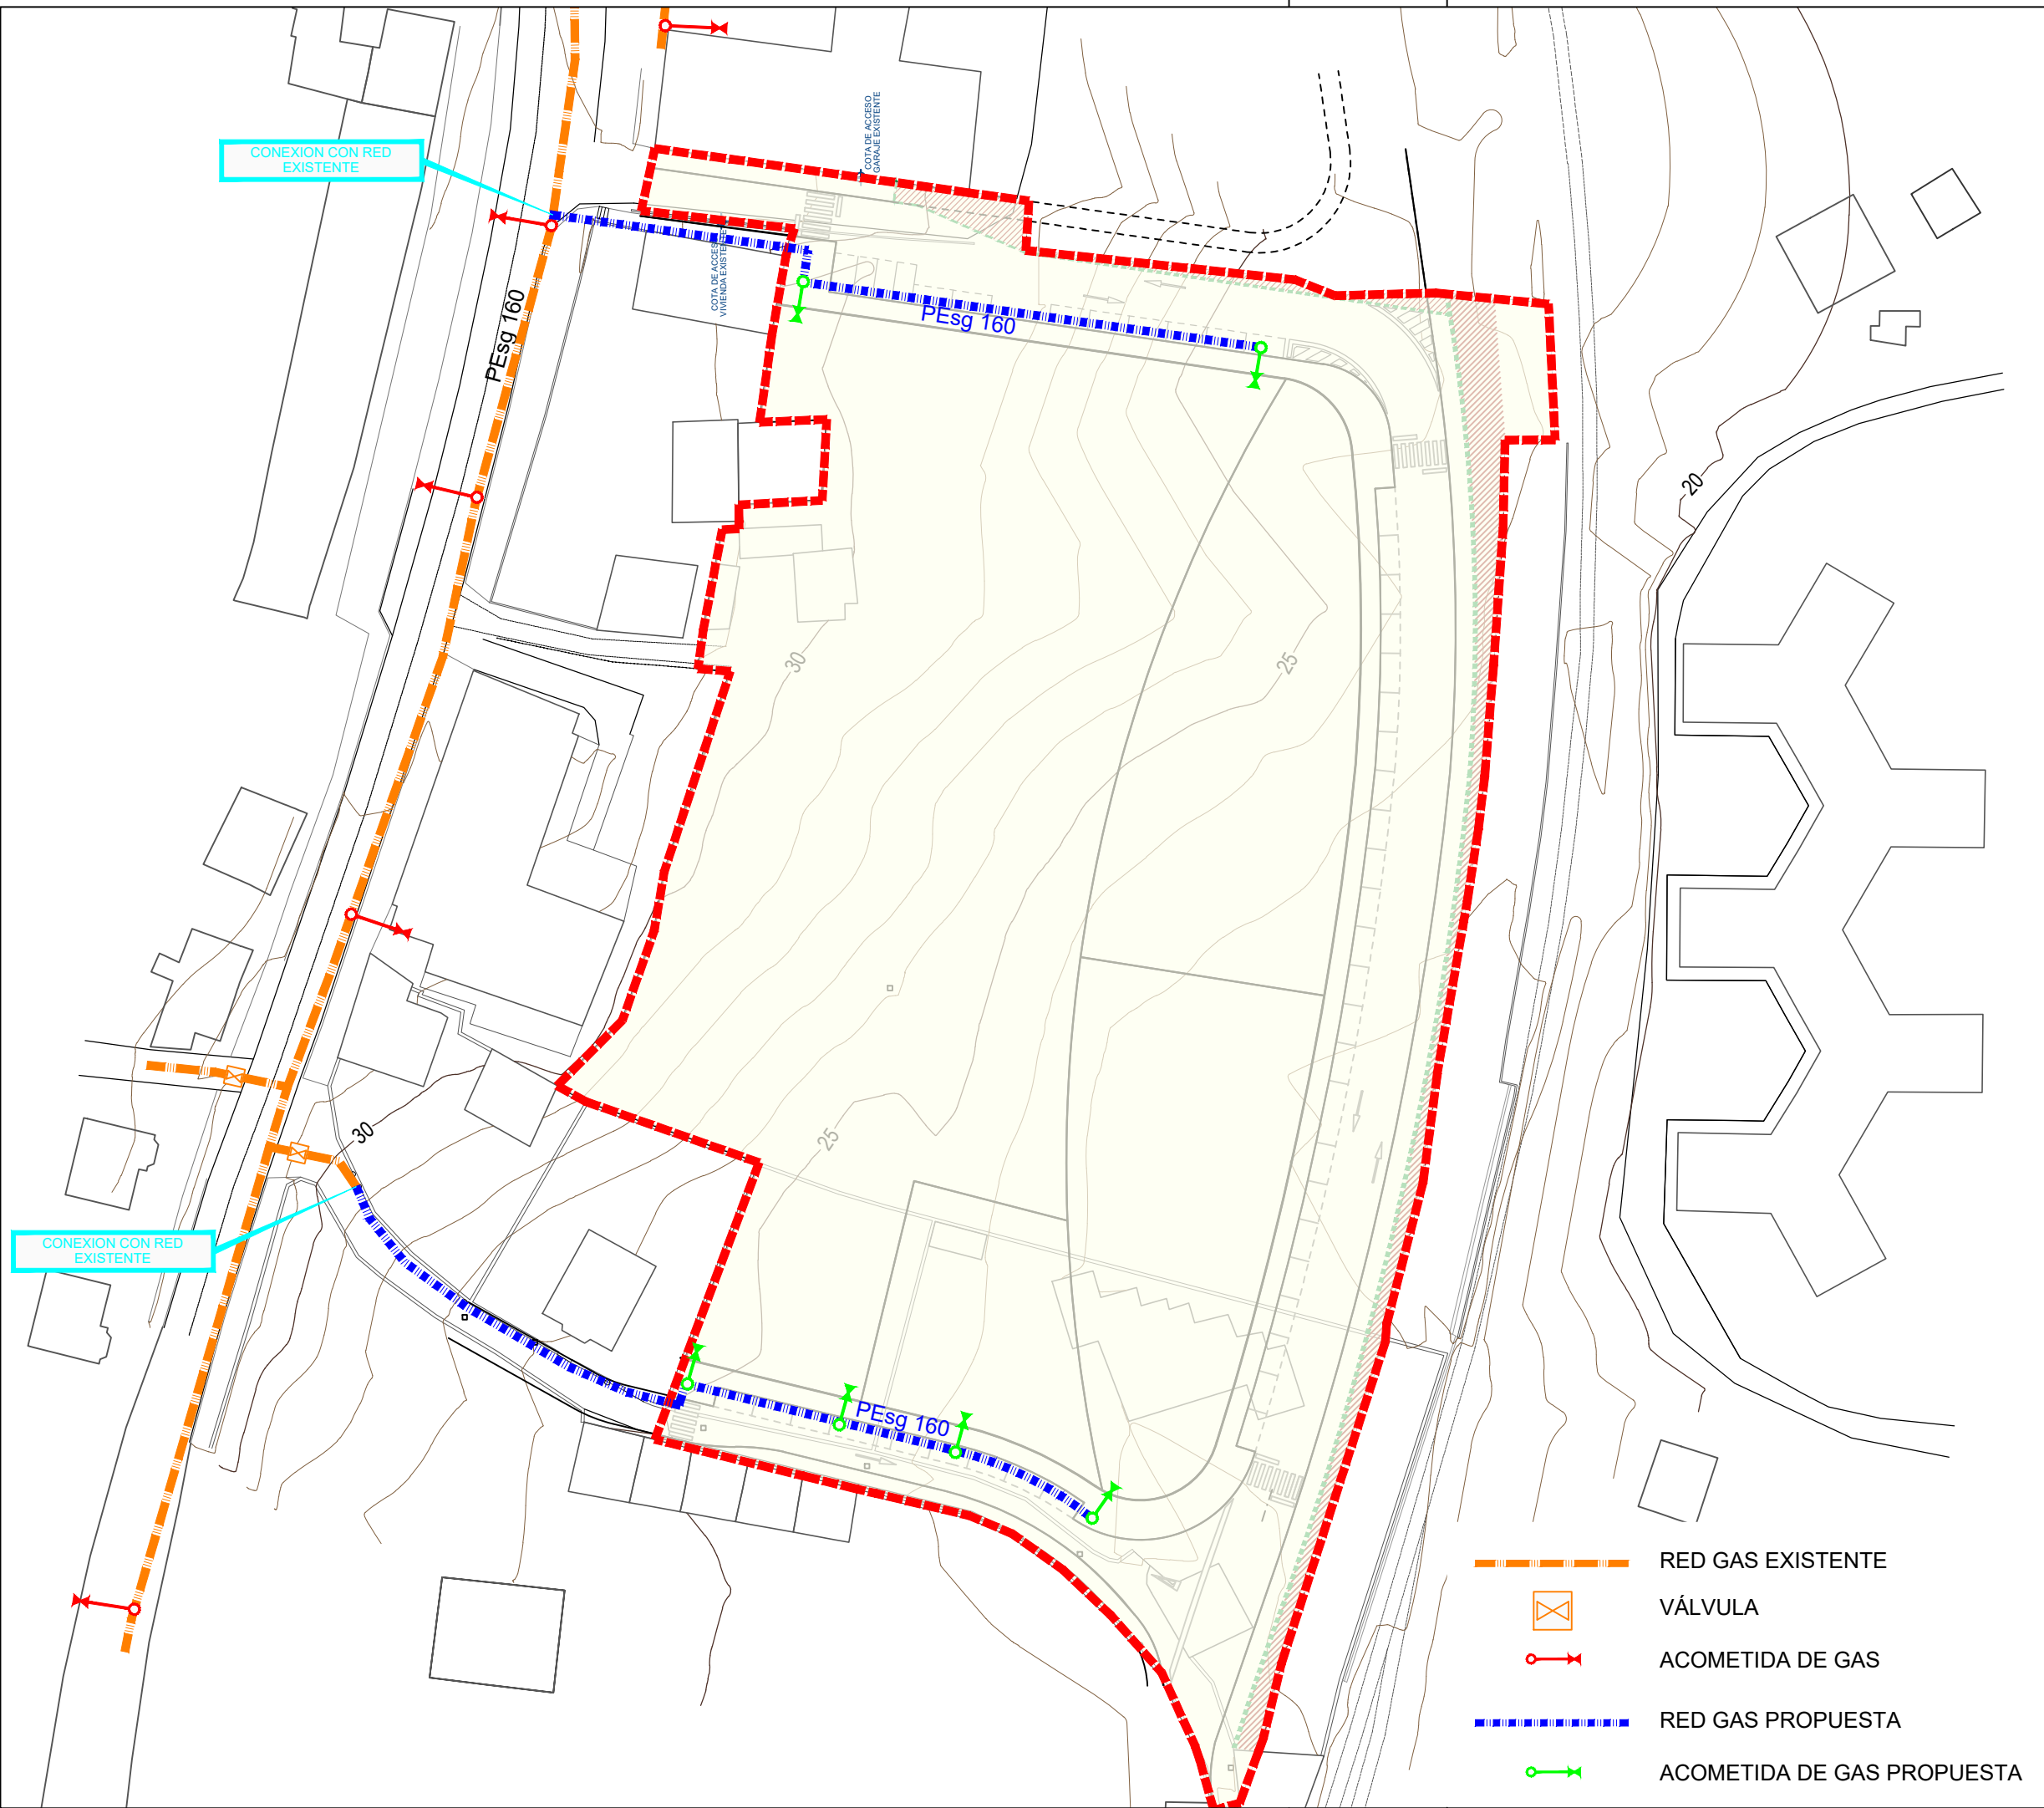 COTA DE ACCESO
GARAJE EXISTENTE
CONEXION CON RED
EXISTENTE
COTA DE ACCESO
VIVIENDA EXISTENTE
PEsg 160
PEsg 160
20
30
25
25
30
CONEXION CON RED
EXISTENTE
PEsg 160
RED GAS EXISTENTE
VÁLVULA
ACOMETIDA DE GAS
RED GAS PROPUESTA
ACOMETIDA DE GAS PROPUESTA